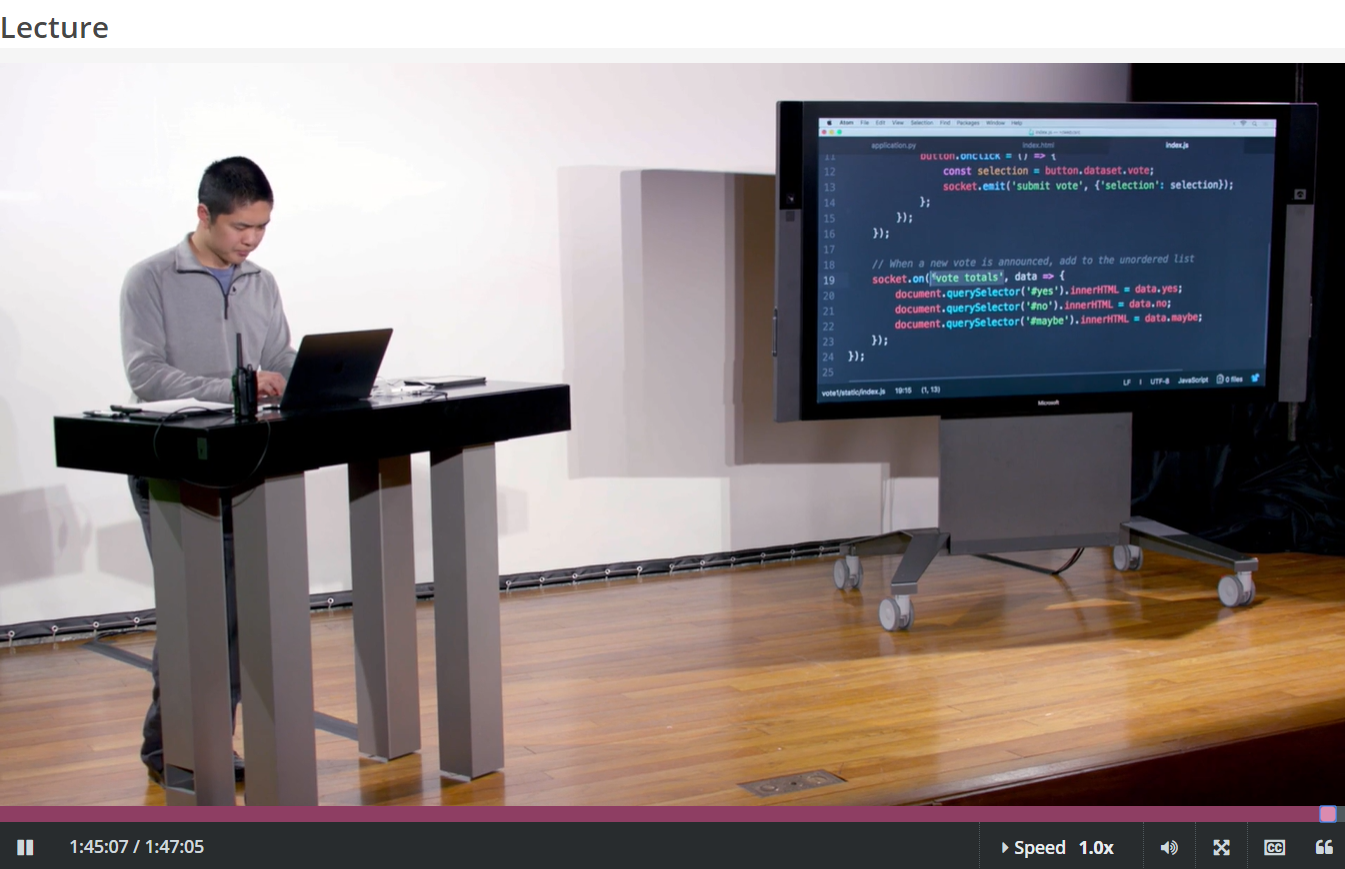 Lecture
Atom File Edit View Selection Find Packages Window Help
application.py index.html index.js
11 button.onclick = () => {
12 const selection = button.dataset.vote;
13 socket.emit('submit vote', {'selection': selection});
14 };
15 });
16 });
17
18 // When a new vote is announced, add to the unordered list
19 socket.on("vote totals', data => {
20 document.querySelector('#yes').innerHTML = data.yes;
21 document.querySelector('#no').innerHTML = data.no;
22 document.querySelector('#maybe').innerHTML = data.maybe;
23 });
24 });
25
vote1/static/index.js 19:15 (1, 13) LF UTF-8 JavaScript 0 files
Microsoft
1:45:07 / 1:47:05 Speed 1.0x CC